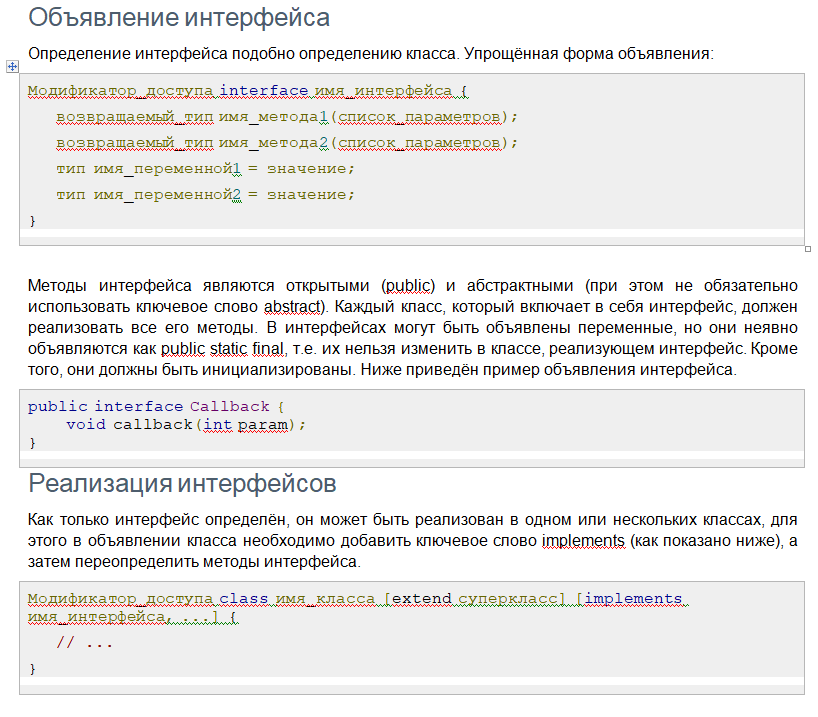 Объявление интерфейса
Определение интерфейса подобно определению класса. Упрощённая форма объявления:
Модификатор_доступа interface имя_интерфейса {
возвращаемый_тип имя_метода1(список_параметров);
возвращаемый_тип имя_метода2(список_параметров);
тип имя_переменной1 = значение;
тип имя_переменной2 = значение;
}
Методы интерфейса являются открытыми (public) и абстрактными (при этом не обязательно
использовать ключевое слово abstract). Каждый класс, который включает в себя интерфейс, должен
реализовать все его методы. В интерфейсах могут быть объявлены переменные, но они неявно
объявляются как public static final, т.е. их нельзя изменить в классе, реализующем интерфейс. Кроме
того, они должны быть инициализированы. Ниже приведён пример объявления интерфейса.
public interface Callback {
void callback(int param);
}
Реализация интерфейсов
Как только интерфейс определён, он может быть реализован в одном или нескольких классах, для
этого в объявлении класса необходимо добавить ключевое слово implements (как показано ниже), а
затем переопределить методы интерфейса.
Модификатор_доступа class имя_класса [extend суперкласс] [implements
имя_интерфейса, ...] {
// ...
}